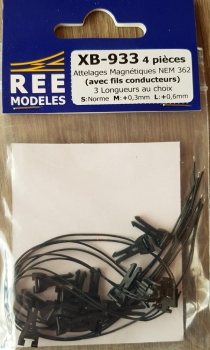 REE
MODELES
XB-933 4 pièces
Attelages Magnétiques NEM 362
(avec fils conducteurs)
3 Longueurs au choix
S:Norme M:+0,3mm L:+0,6mm